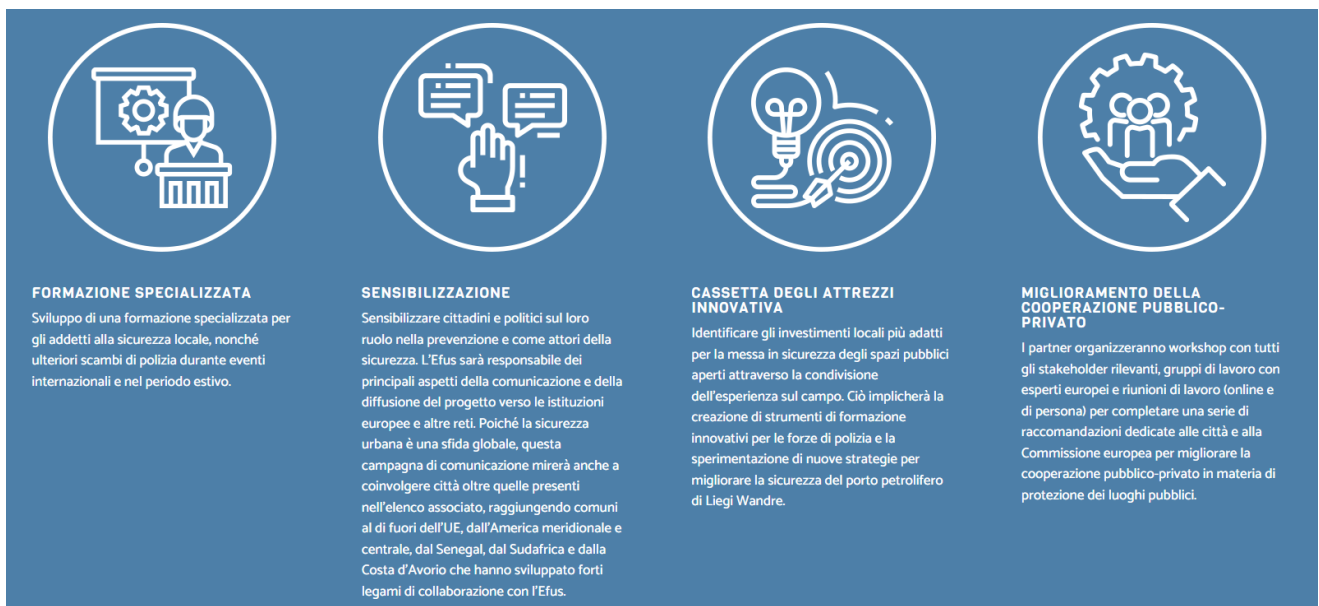 FORMAZIONE SPECIALIZZATA
Sviluppo di una formazione specializzata per
gli addetti alla sicurezza locale, nonché
ulteriori scambi di polizia durante eventi
internazionali e nel periodo estivo.
SENSIBILIZZAZIONE
Sensibilizzare cittadini e politici sul loro
ruolo nella prevenzione e come attori della
sicurezza. L'Efus sarà responsabile dei
principali aspetti della comunicazione e della
diffusione del progetto verso le istituzioni
europee e altre reti. Poiché la sicurezza
urbana è una sfida globale, questa
campagna di comunicazione mirerà anche a
coinvolgere città oltre quelle presenti
nell'elenco associato, raggiungendo comuni
al di fuori dell'UE, dall'America meridionale e
centrale, dal Senegal, dal Sudafrica e dalla
Costa d'Avorio che hanno sviluppato forti
legami di collaborazione con l'Efus.
CASSETTA DEGLI ATTREZZI
INNOVATIVA
Identificare gli investimenti locali più adatti
per la messa in sicurezza degli spazi pubblici
aperti attraverso la condivisione
dell'esperienza sul campo. Ciò implicherà la
creazione di strumenti di formazione
innovativi per le forze di polizia e la
sperimentazione di nuove strategie per
migliorare la sicurezza del porto petrolifero
di Liegi Wandre.
MIGLIORAMENTO DELLA
COOPERAZIONE PUBBLICO-
PRIVATO
I partner organizzeranno workshop con tutti
gli stakeholder rilevanti, gruppi di lavoro con
esperti europei e riunioni di lavoro (online e
di persona) per completare una serie di
raccomandazioni dedicate alle città e alla
Commissione europea per migliorare la
cooperazione pubblico-privato in materia di
protezione dei luoghi pubblici.